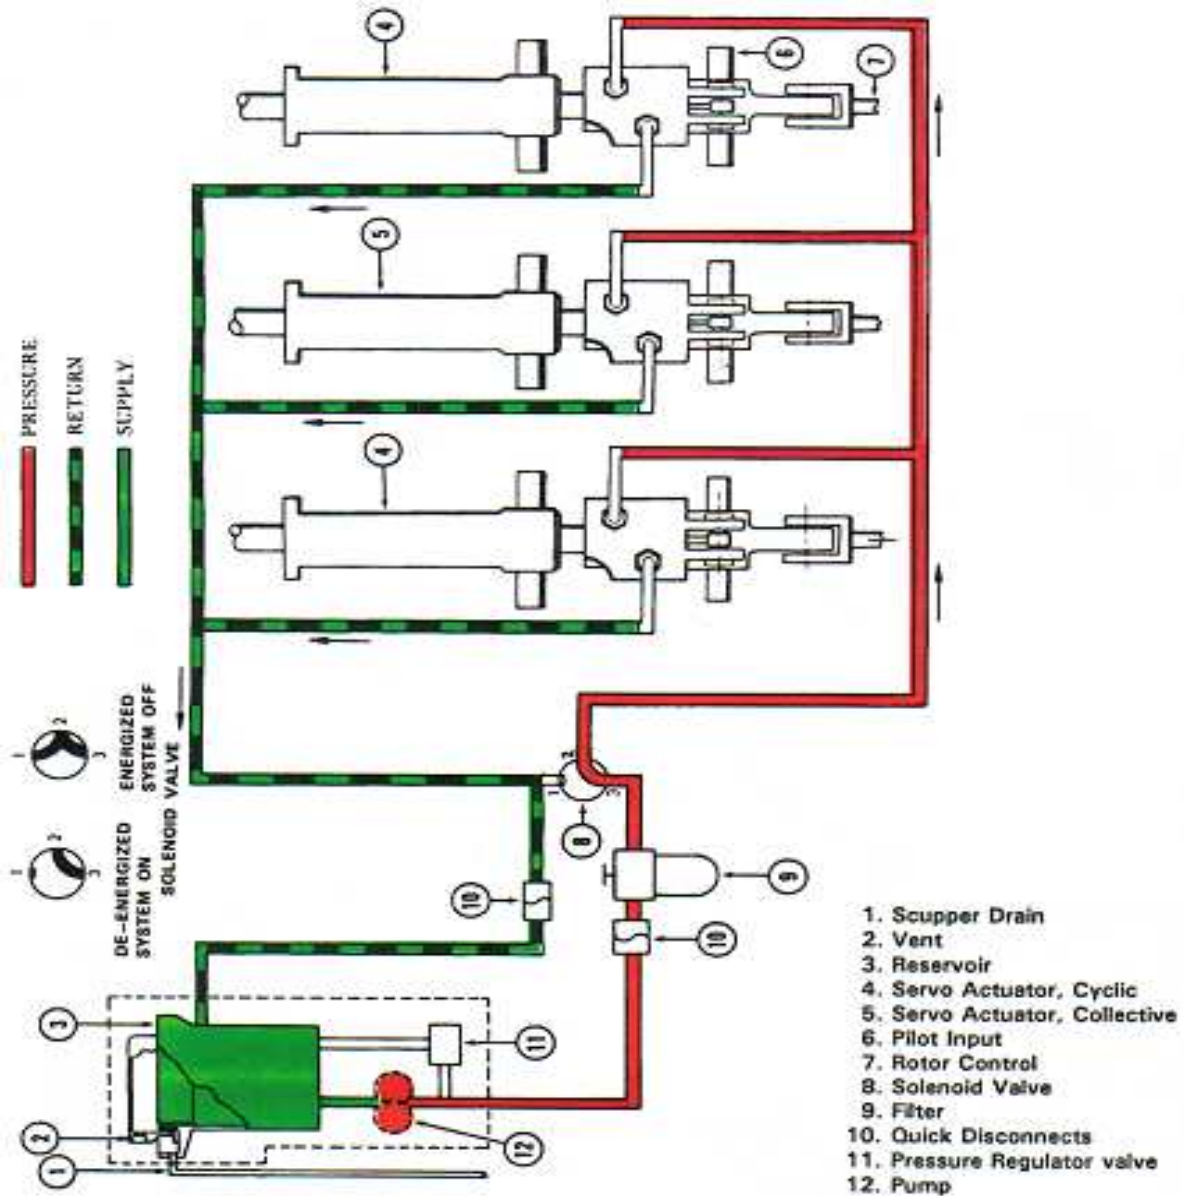 PRESSURE
RETURN
SUPPLY
1
2
3
DE-ENERGIZED
SYSTEM ON
1
2
3
ENERGIZED
SYSTEM OFF
SOLENOID VALVE
4
6
7
5
4
1
2
3
8
9
10
10
3
2
1
11
12
1. Scupper Drain
2. Vent
3. Reservoir
4. Servo Actuator, Cyclic
5. Servo Actuator, Collective
6. Pilot Input
7. Rotor Control
8. Solenoid Valve
9. Filter
10. Quick Disconnects
11. Pressure Regulator valve
12. Pump